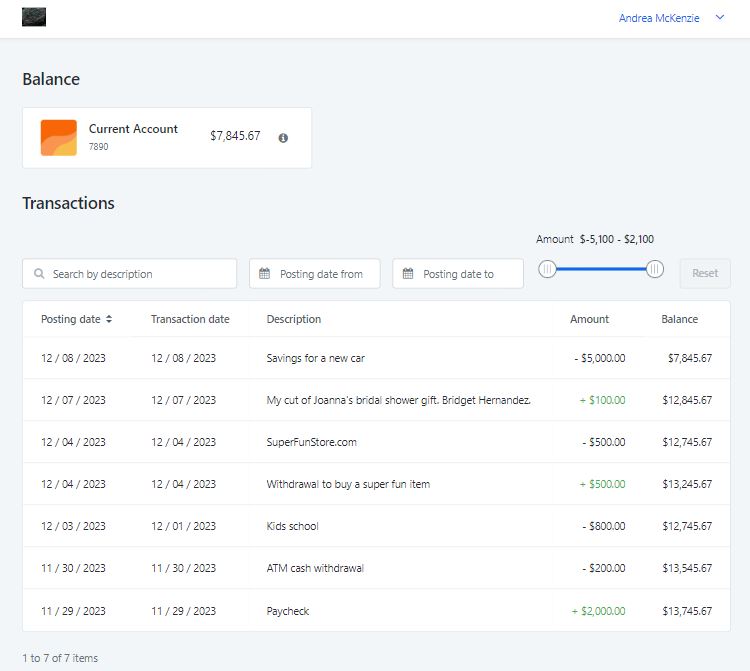 Andrea McKenzie
Balance
Current Account
7890
$7,845.67
Transactions
Amount $-5,100 - $2,100
Search by description
Posting date from
Posting date to
Reset
Posting date Transaction date Description Amount Balance
12 / 08 / 2023 12 / 08 / 2023 Savings for a new car - $5,000.00 $7,845.67
12 / 07 / 2023 12 / 07 / 2023 My cut of Joanna's bridal shower gift. Bridget Hernandez. + $100.00 $12,845.67
12 / 04 / 2023 12 / 04 / 2023 SuperFunStore.com - $500.00 $12,745.67
12 / 04 / 2023 12 / 04 / 2023 Withdrawal to buy a super fun item + $500.00 $13,245.67
12 / 03 / 2023 12 / 01 / 2023 Kids school - $800.00 $12,745.67
11 / 30 / 2023 11 / 30 / 2023 ATM cash withdrawal - $200.00 $13,545.67
11 / 29 / 2023 11 / 29 / 2023 Paycheck + $2,000.00 $13,745.67
1 to 7 of 7 items